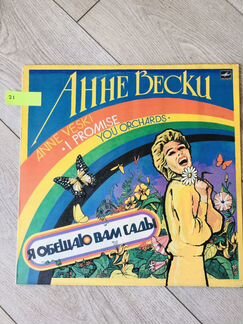 Анне Вески
ANNE VESKI
"I PROMISE
YOU ORCHARDS"
Я ОБЕЩАЮ ВАМ САДЫ
21